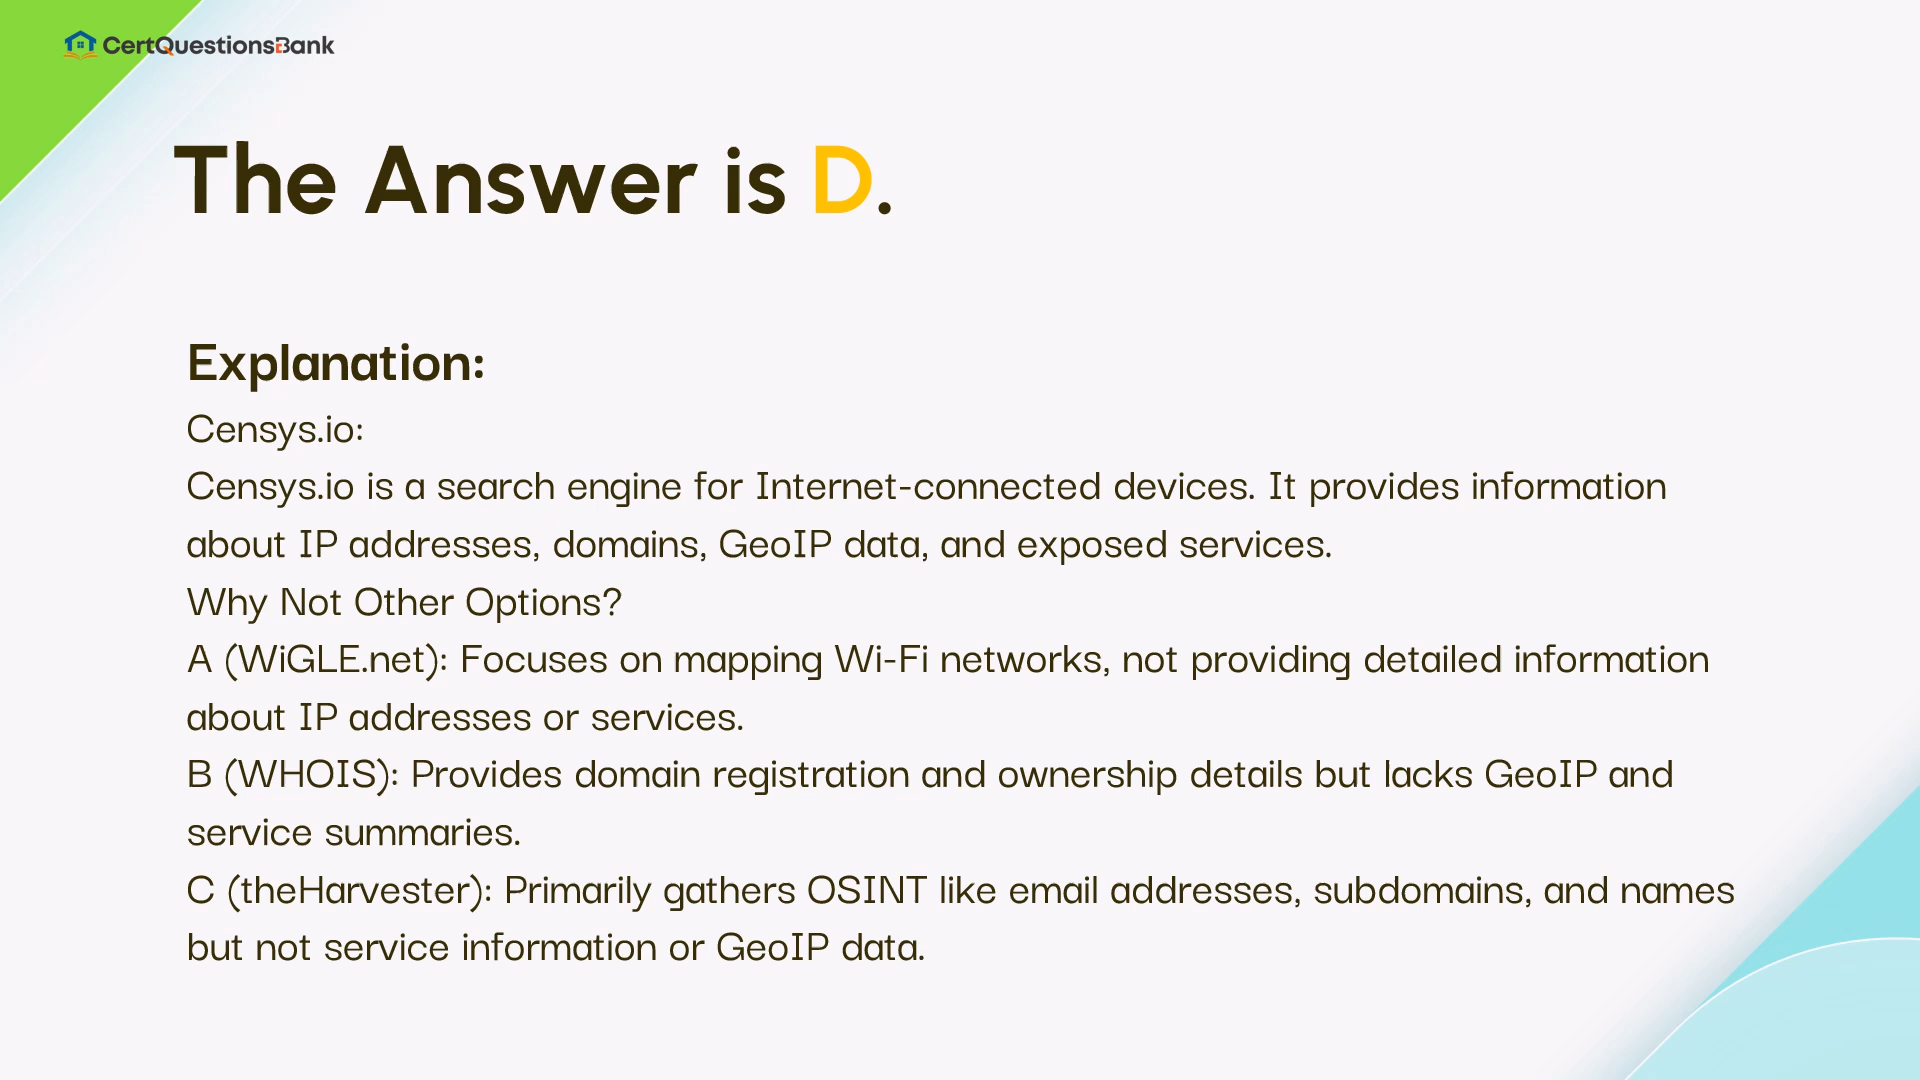 CertQuestionsBank
The Answer is D.
Explanation:
Censys.io:
Censys.io is a search engine for Internet-connected devices. It provides information
about IP addresses, domains, GeoIP data, and exposed services.
Why Not Other Options?
A (WiGLE.net): Focuses on mapping Wi-Fi networks, not providing detailed information
about IP addresses or services.
B (WHOIS): Provides domain registration and ownership details but lacks GeoIP and
service summaries.
C (theHarvester): Primarily gathers OSINT like email addresses, subdomains, and names
but not service information or GeoIP data.